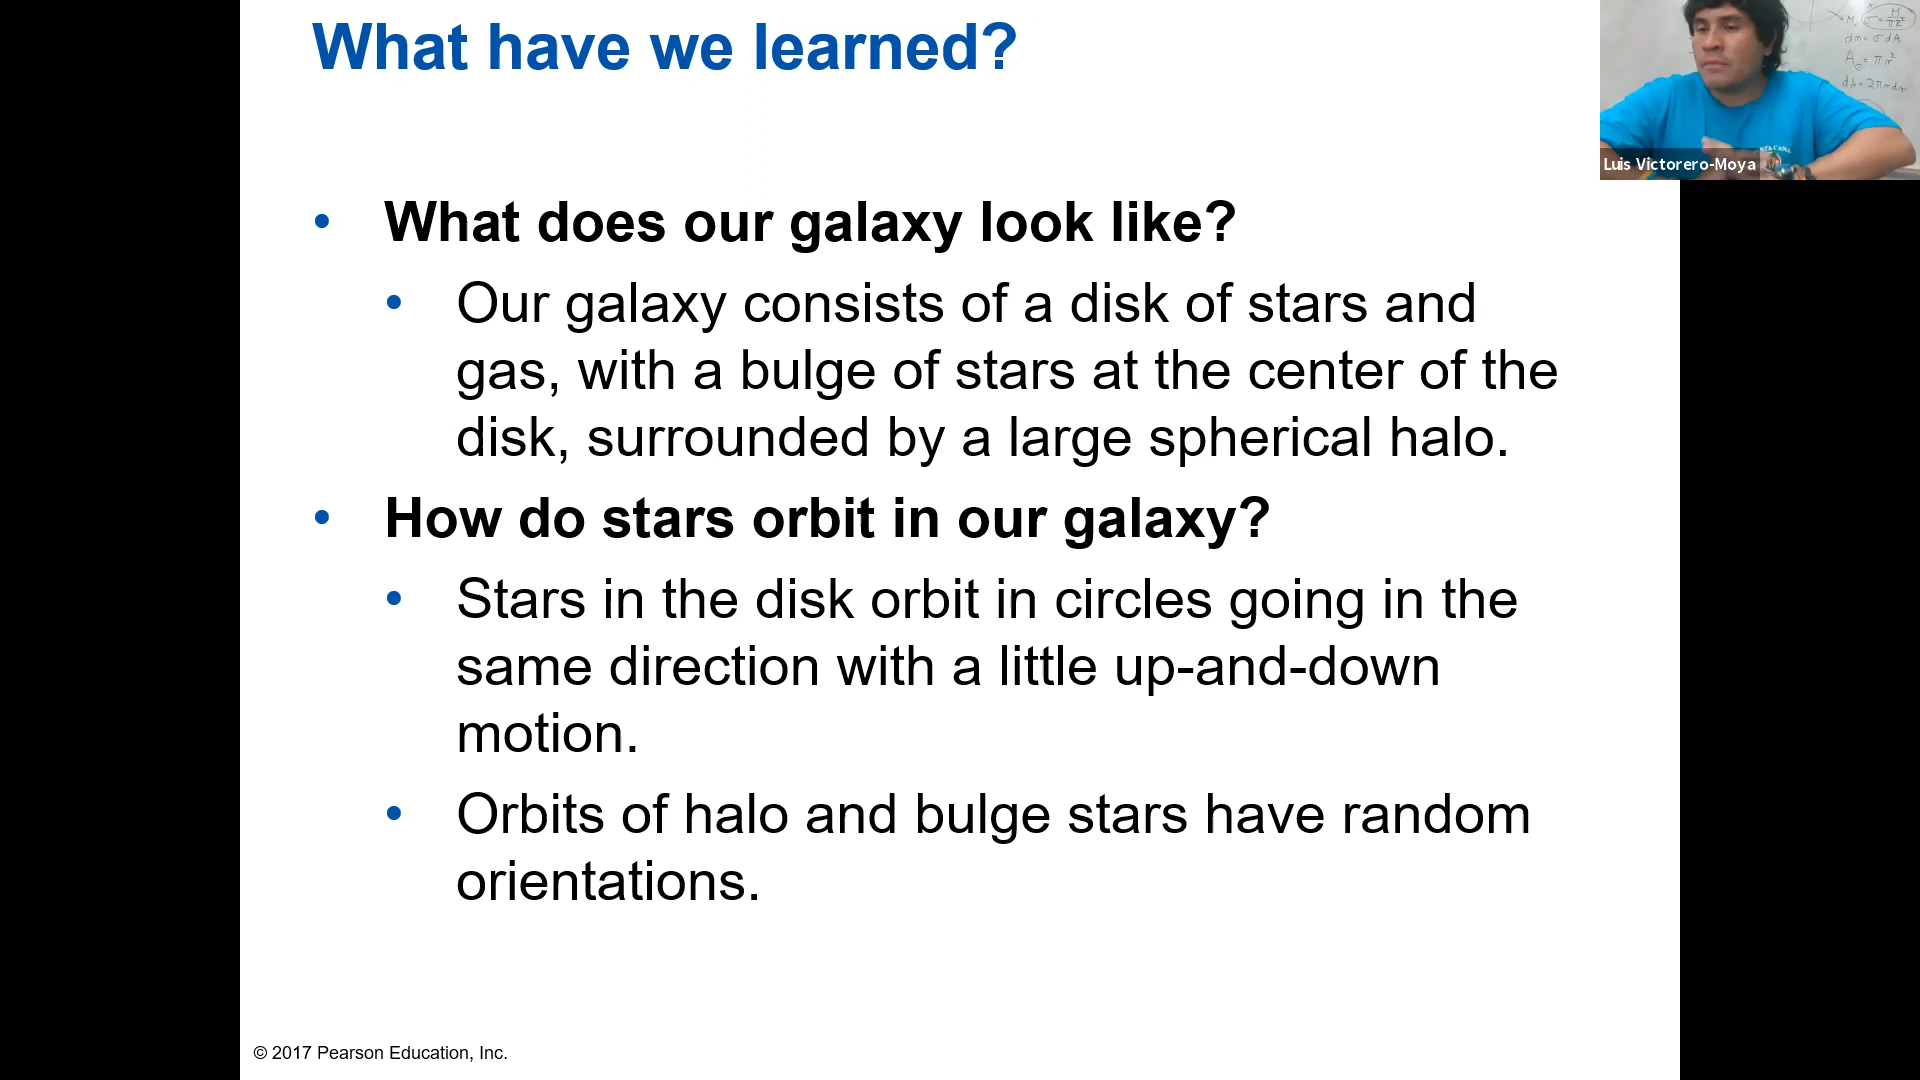 What have we learned?
• What does our galaxy look like?
• Our galaxy consists of a disk of stars and
gas, with a bulge of stars at the center of the
disk, surrounded by a large spherical halo.
• How do stars orbit in our galaxy?
• Stars in the disk orbit in circles going in the
same direction with a little up-and-down
motion.
• Orbits of halo and bulge stars have random
orientations.
© 2017 Pearson Education, Inc.
Luis Victorero-Moya
dm = σdA